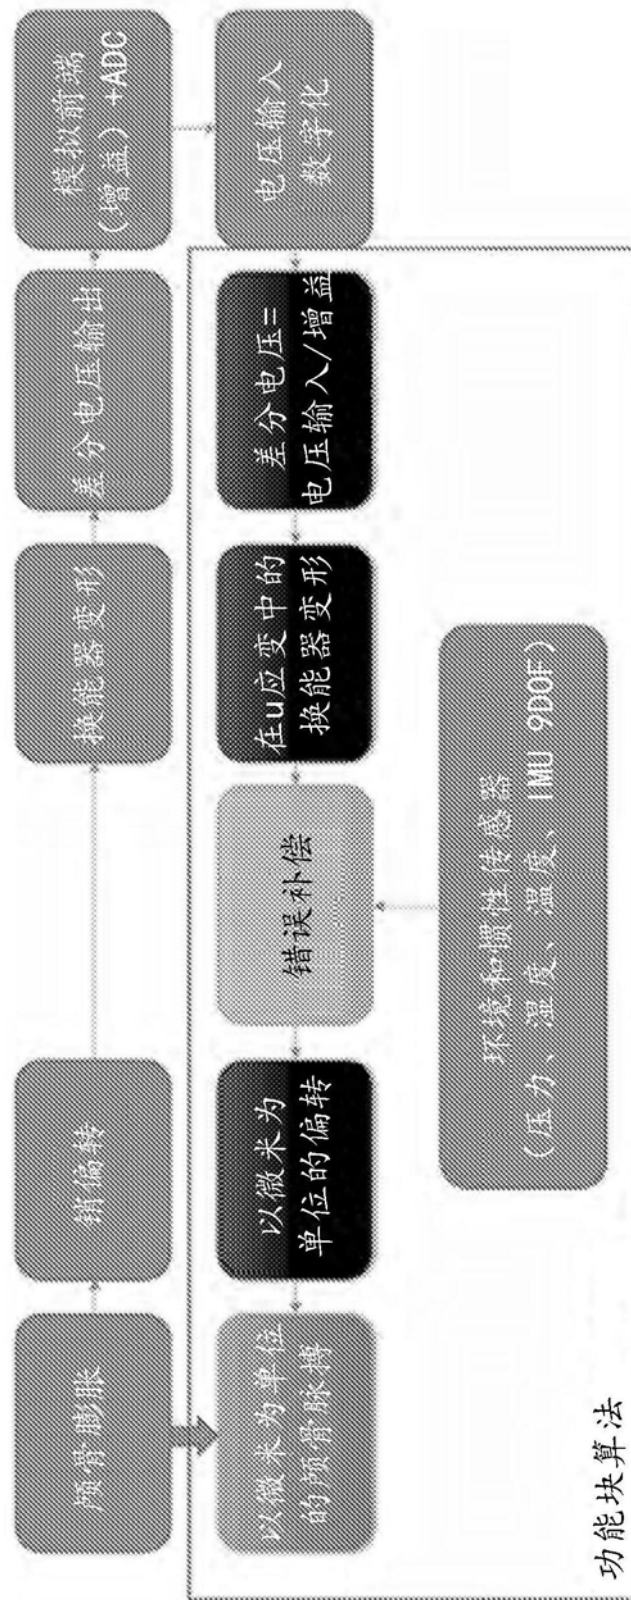 颅骨膨胀
销偏转
换能器变形
差分电压输出
模拟前端
(增益) +ADC
以微米为单位
的颅骨脉搏
以微米为
单位的偏转
错误补偿
在u应变中的
换能器变形
差分电压=
电压输入/增益
电压输入
数字化
环境和惯性传感器
(压力、湿度、温度、IMU 9DOF)
功能块算法